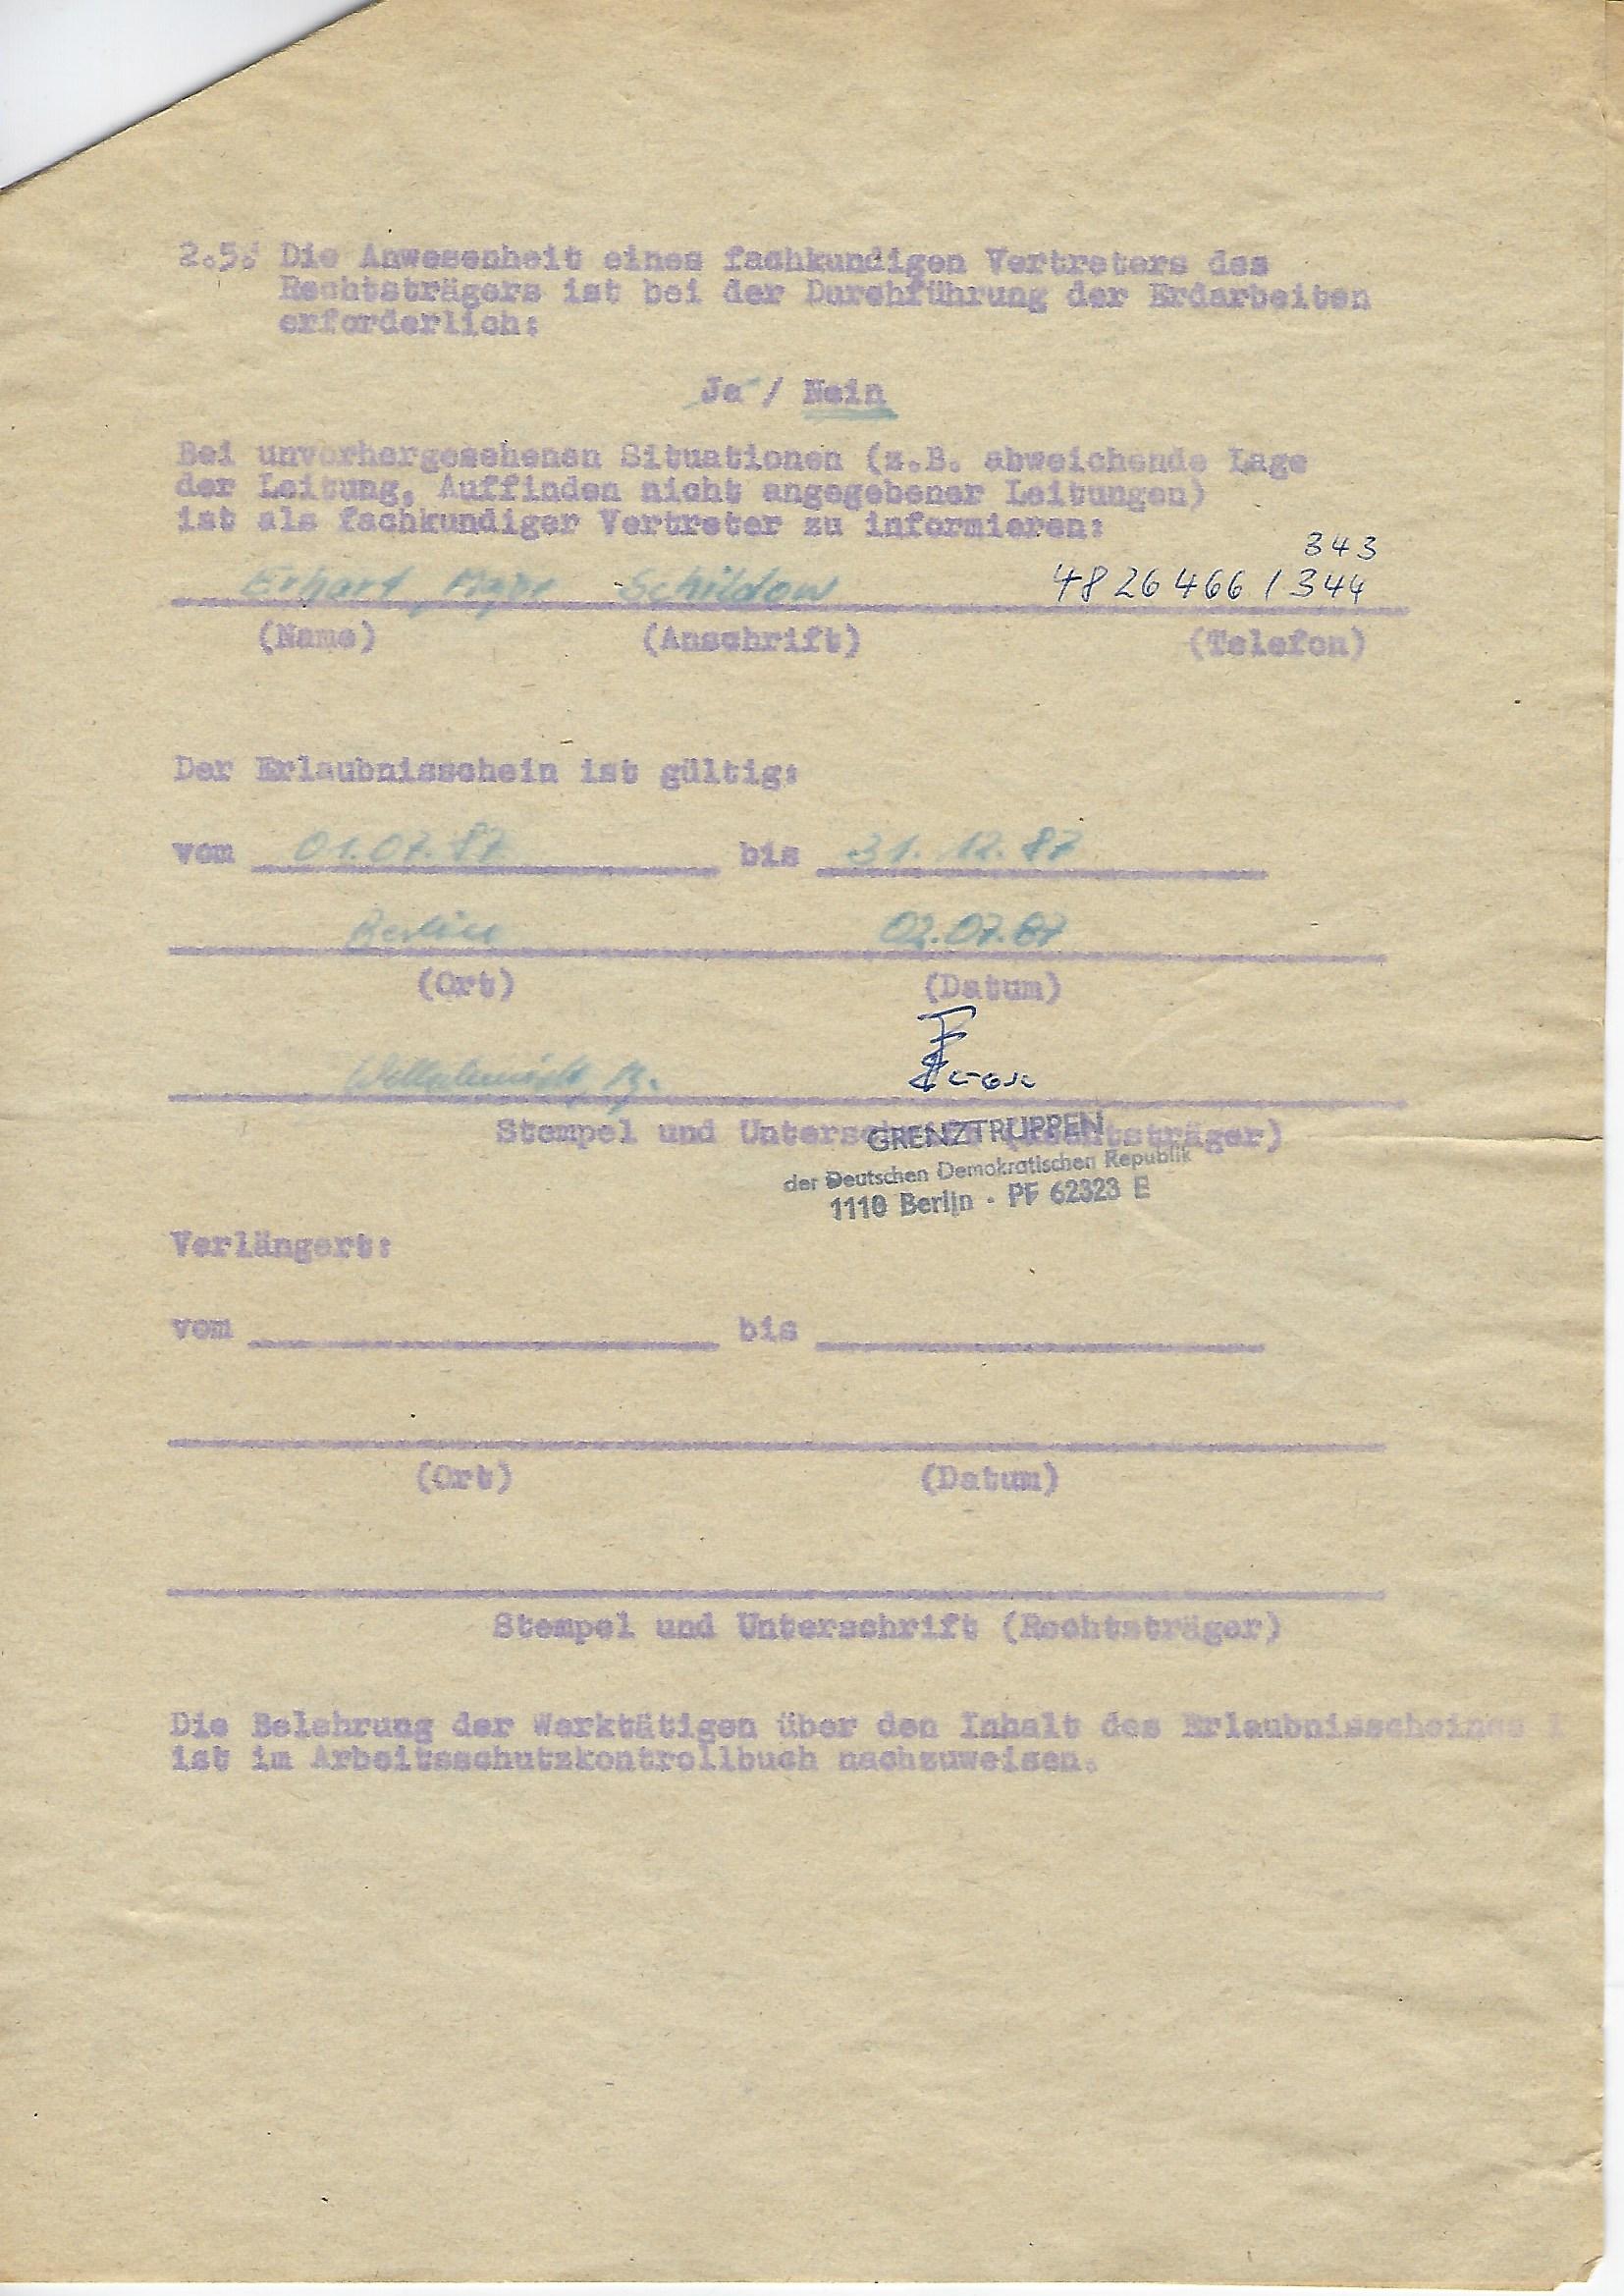 2.5. Die Anwesenheit eines fachkundigen Vertreters des
Rechtsträgers ist bei der Durchführung der Erdarbeiten
erforderlich:
Ja / Nein
Bei unvorhergesehenen Situationen (z.B. abweichende Lage
der Leitung, Auffinden nicht angegebener Leitungen)
ist als fachkundiger Vertreter zu informieren:
343
Erhart, Major Schildow 4826466 / 344
(Name) (Anschrift) (Telefon)
Der Erlaubnisschein ist gültig:
vom 01.07.87 bis 31.12.87
Berlin 02.07.87
(Ort) (Datum)
Stempel und Unterschrift (Rechtsträger)
GRENZTRUPPEN
der Deutschen Demokratischen Republik
1110 Berlin · PF 62323 E
Verlängert:
vom bis
(Ort) (Datum)
Stempel und Unterschrift (Rechtsträger)
Die Belehrung der Werktätigen über den Inhalt des Erlaubnisscheines
ist im Arbeitsschutzkontrollbuch nachzuweisen.